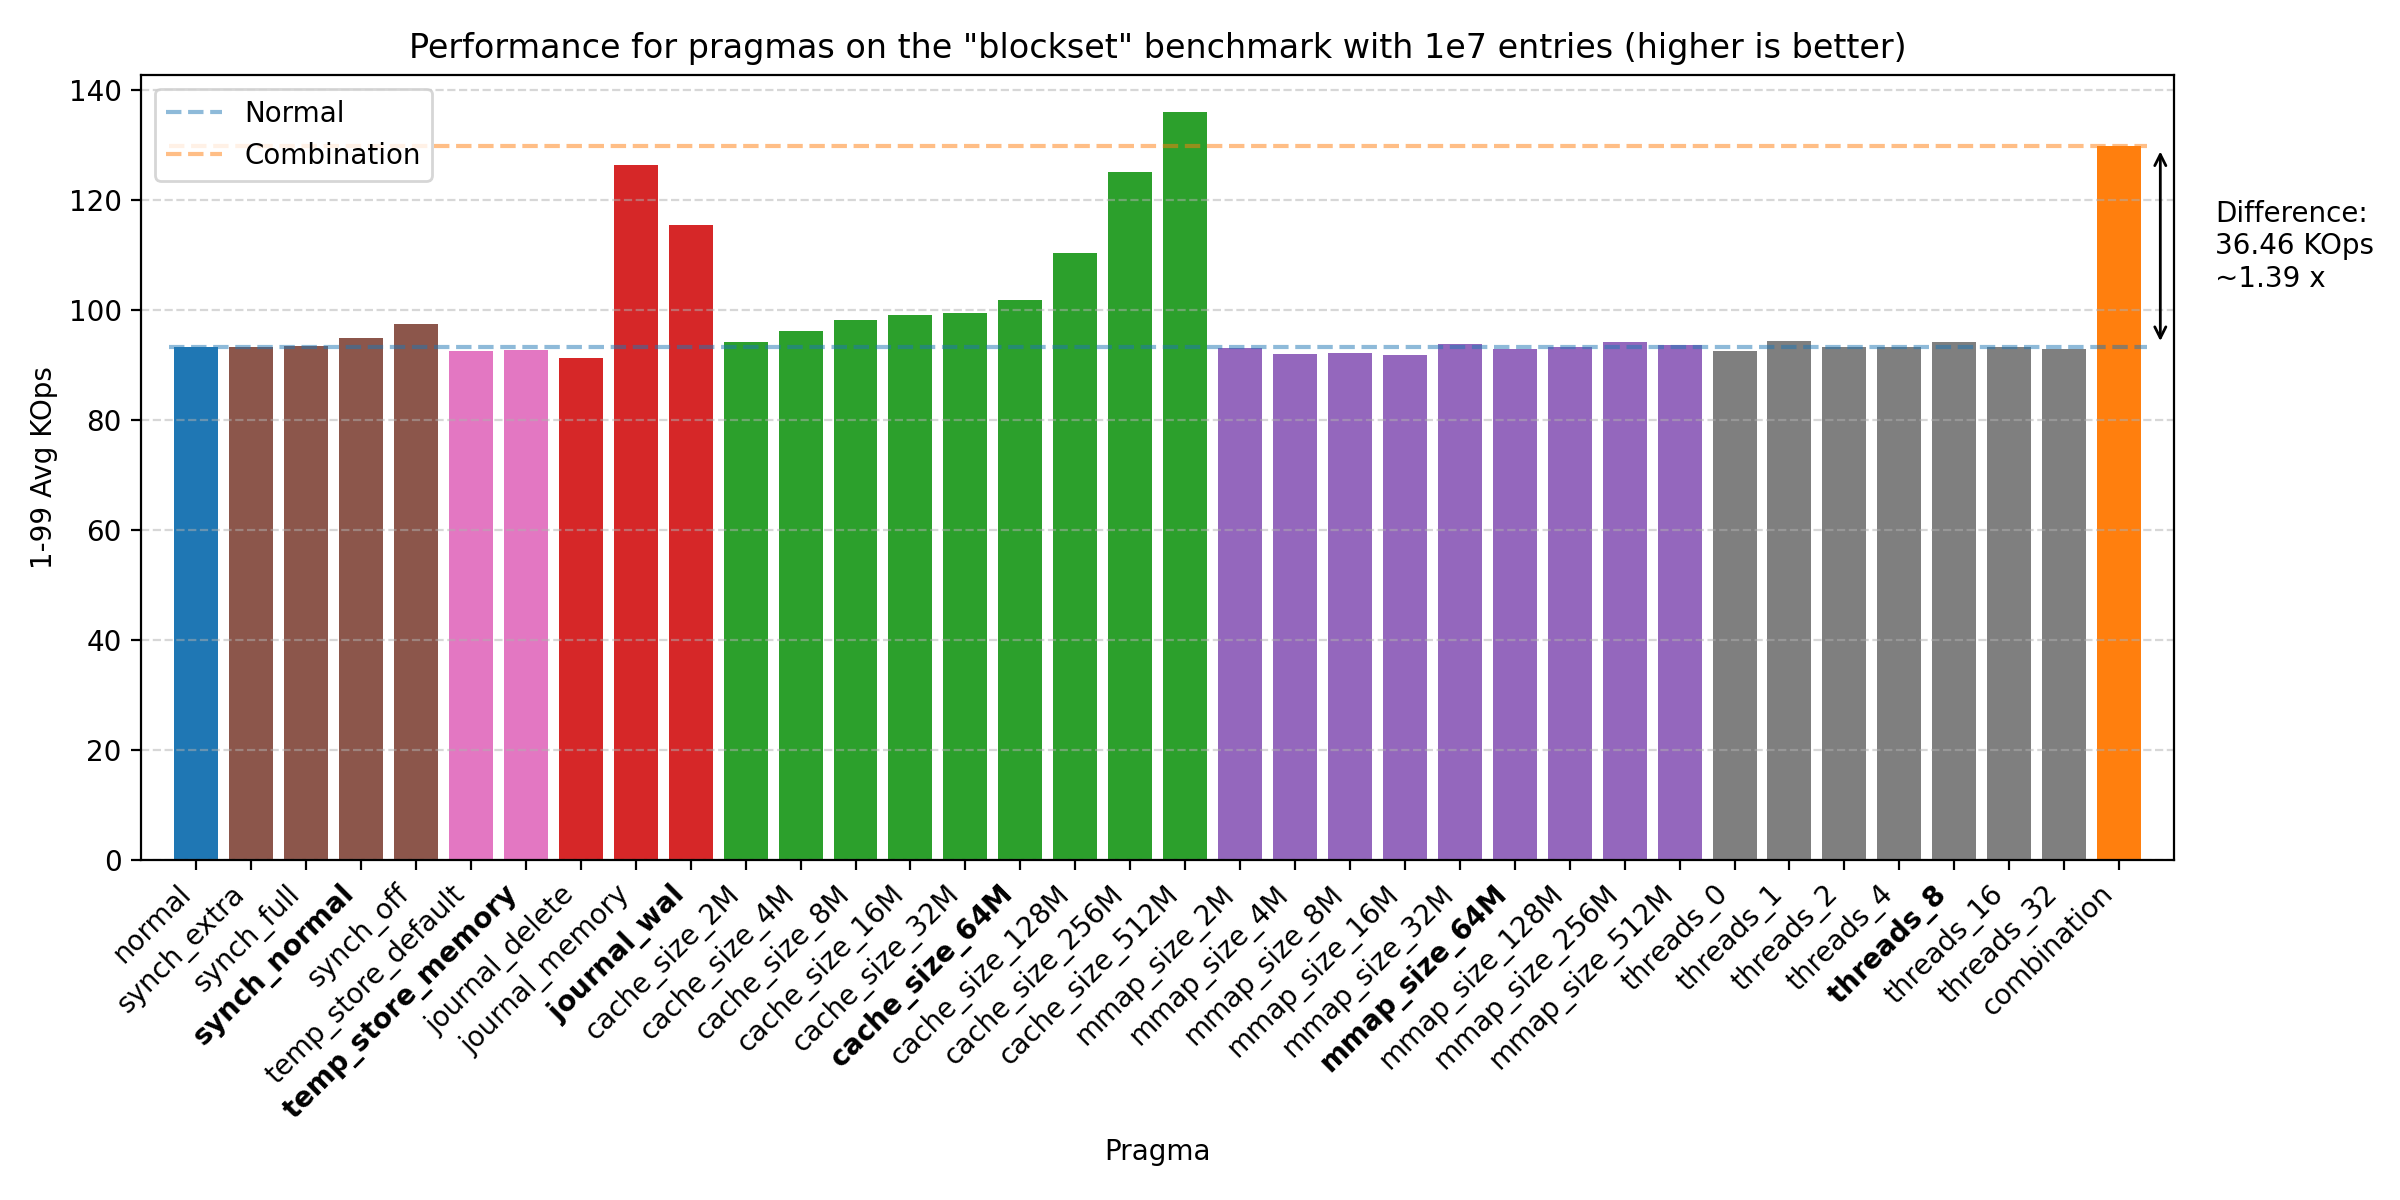 Performance for pragmas on the "blockset" benchmark with 1e7 entries (higher is better)
Normal
Combination
140
120
100
80
60
40
20
0
1-99 Avg KOps
Difference:
36.46 KOps
~1.39 x
normal
synch_extra
synch_full
synch_normal
synch_off
temp_store_default
temp_store_memory
journal_delete
journal_memory
journal_wal
cache_size_2M
cache_size_4M
cache_size_8M
cache_size_16M
cache_size_32M
cache_size_64M
cache_size_128M
cache_size_256M
cache_size_512M
mmap_size_2M
mmap_size_4M
mmap_size_8M
mmap_size_16M
mmap_size_32M
mmap_size_64M
mmap_size_128M
mmap_size_256M
mmap_size_512M
threads_0
threads_1
threads_2
threads_4
threads_8
threads_16
threads_32
combination
Pragma